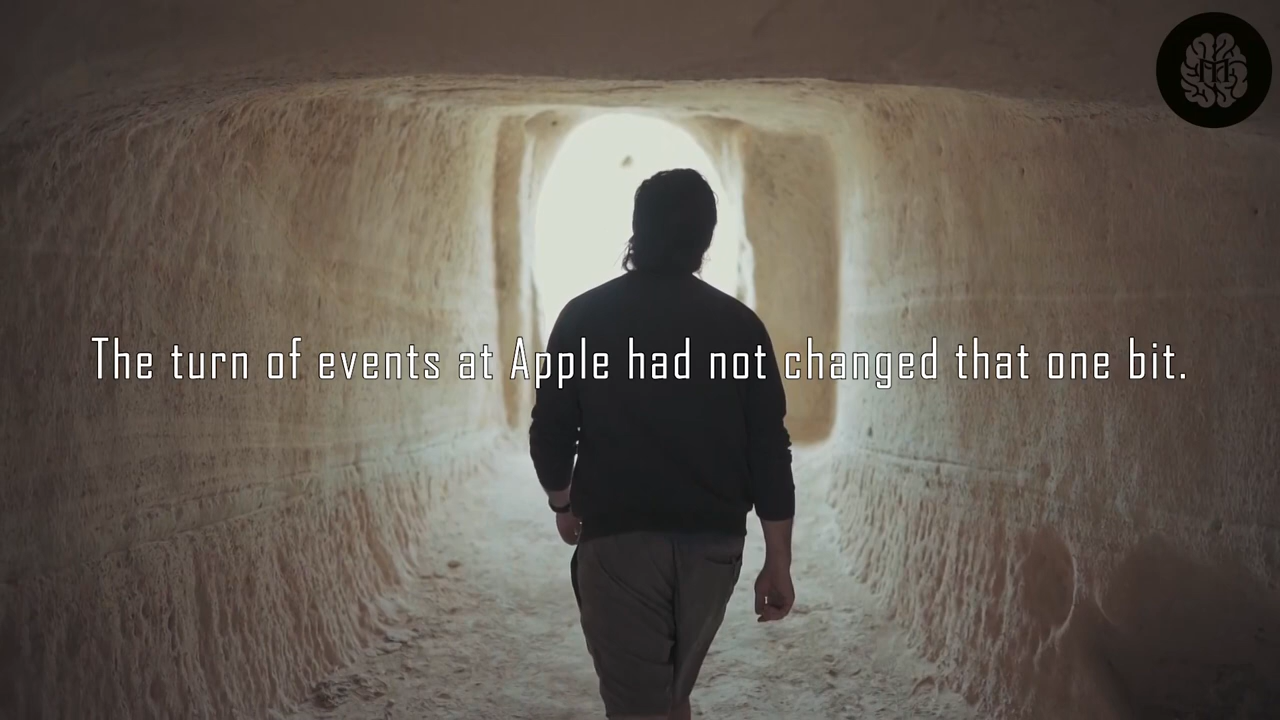 The turn of events at Apple had not changed that one bit.